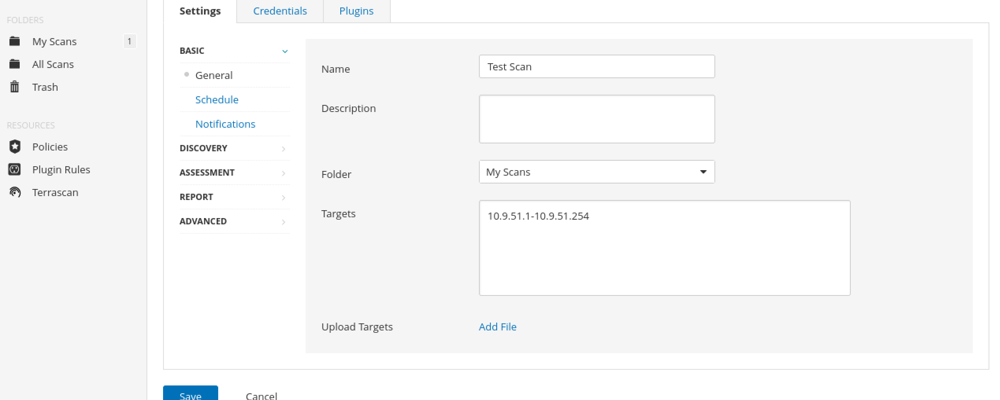 FOLDERS
My Scans 1
All Scans
Trash
RESOURCES
Policies
Plugin Rules
Terrascan
Settings Credentials Plugins
BASIC
General
Schedule
Notifications
DISCOVERY
ASSESSMENT
REPORT
ADVANCED
Name Test Scan
Description
Folder My Scans
Targets 10.9.51.1-10.9.51.254
Upload Targets Add File
Save Cancel